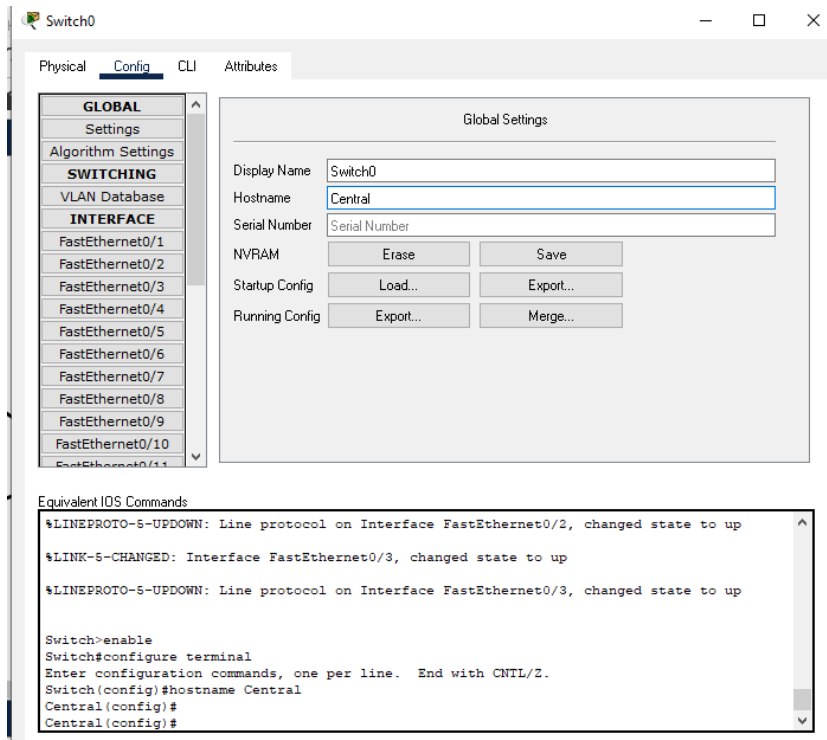 Switch0
Physical Config CLI Attributes
GLOBAL
Settings
Algorithm Settings
SWITCHING
VLAN Database
INTERFACE
FastEthernet0/1
FastEthernet0/2
FastEthernet0/3
FastEthernet0/4
FastEthernet0/5
FastEthernet0/6
FastEthernet0/7
FastEthernet0/8
FastEthernet0/9
FastEthernet0/10
FastEthernet0/11
Global Settings
Display Name Switch0
Hostname Central
Serial Number Serial Number
NVRAM Erase Save
Startup Config Load... Export...
Running Config Export... Merge...
Equivalent IOS Commands
%LINEPROTO-5-UPDOWN: Line protocol on Interface FastEthernet0/2, changed state to up
%LINK-5-CHANGED: Interface FastEthernet0/3, changed state to up
%LINEPROTO-5-UPDOWN: Line protocol on Interface FastEthernet0/3, changed state to up
Switch>enable
Switch#configure terminal
Enter configuration commands, one per line. End with CNTL/Z.
Switch(config)#hostname Central
Central(config)#
Central(config)#